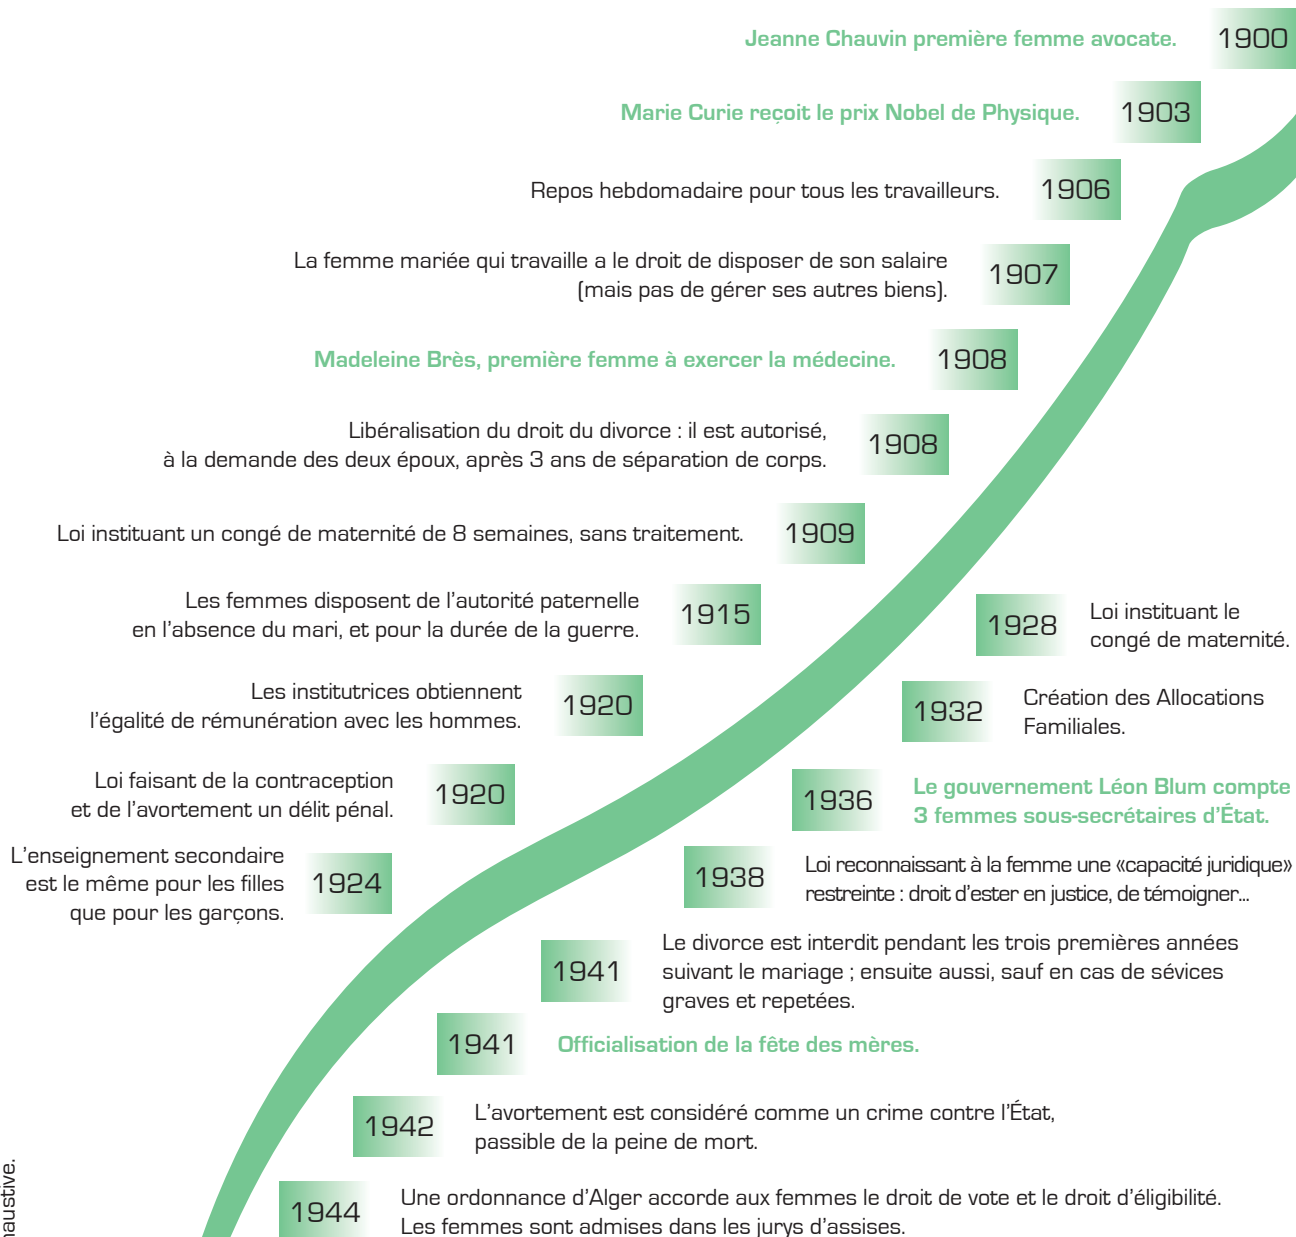 Jeanne Chauvin première femme avocate. 1900
Marie Curie reçoit le prix Nobel de Physique. 1903
Repos hebdomadaire pour tous les travailleurs. 1906
La femme mariée qui travaille a le droit de disposer de son salaire
(mais pas de gérer ses autres biens). 1907
Madeleine Brès, première femme à exercer la médecine. 1908
Libéralisation du droit du divorce : il est autorisé,
à la demande des deux époux, après 3 ans de séparation de corps. 1908
Loi instituant un congé de maternité de 8 semaines, sans traitement. 1909
Les femmes disposent de l'autorité paternelle
en l'absence du mari, et pour la durée de la guerre. 1915
Les institutrices obtiennent
l'égalité de rémunération avec les hommes. 1920
Loi faisant de la contraception
et de l'avortement un délit pénal. 1920
L'enseignement secondaire
est le même pour les filles
que pour les garçons. 1924
1928 Loi instituant le
congé de maternité.
1932 Création des Allocations
Familiales.
1936 Le gouvernement Léon Blum compte
3 femmes sous-secrétaires d'État.
1938 Loi reconnaissant à la femme une «capacité juridique»
restreinte : droit d'ester en justice, de témoigner...
1941 Le divorce est interdit pendant les trois premières années
suivant le mariage ; ensuite aussi, sauf en cas de sévices
graves et repetées.
1941 Officialisation de la fête des mères.
1942 L'avortement est considéré comme un crime contre l'État,
passible de la peine de mort.
1944 Une ordonnance d'Alger accorde aux femmes le droit de vote et le droit d'éligibilité.
Les femmes sont admises dans les jurys d'assises.